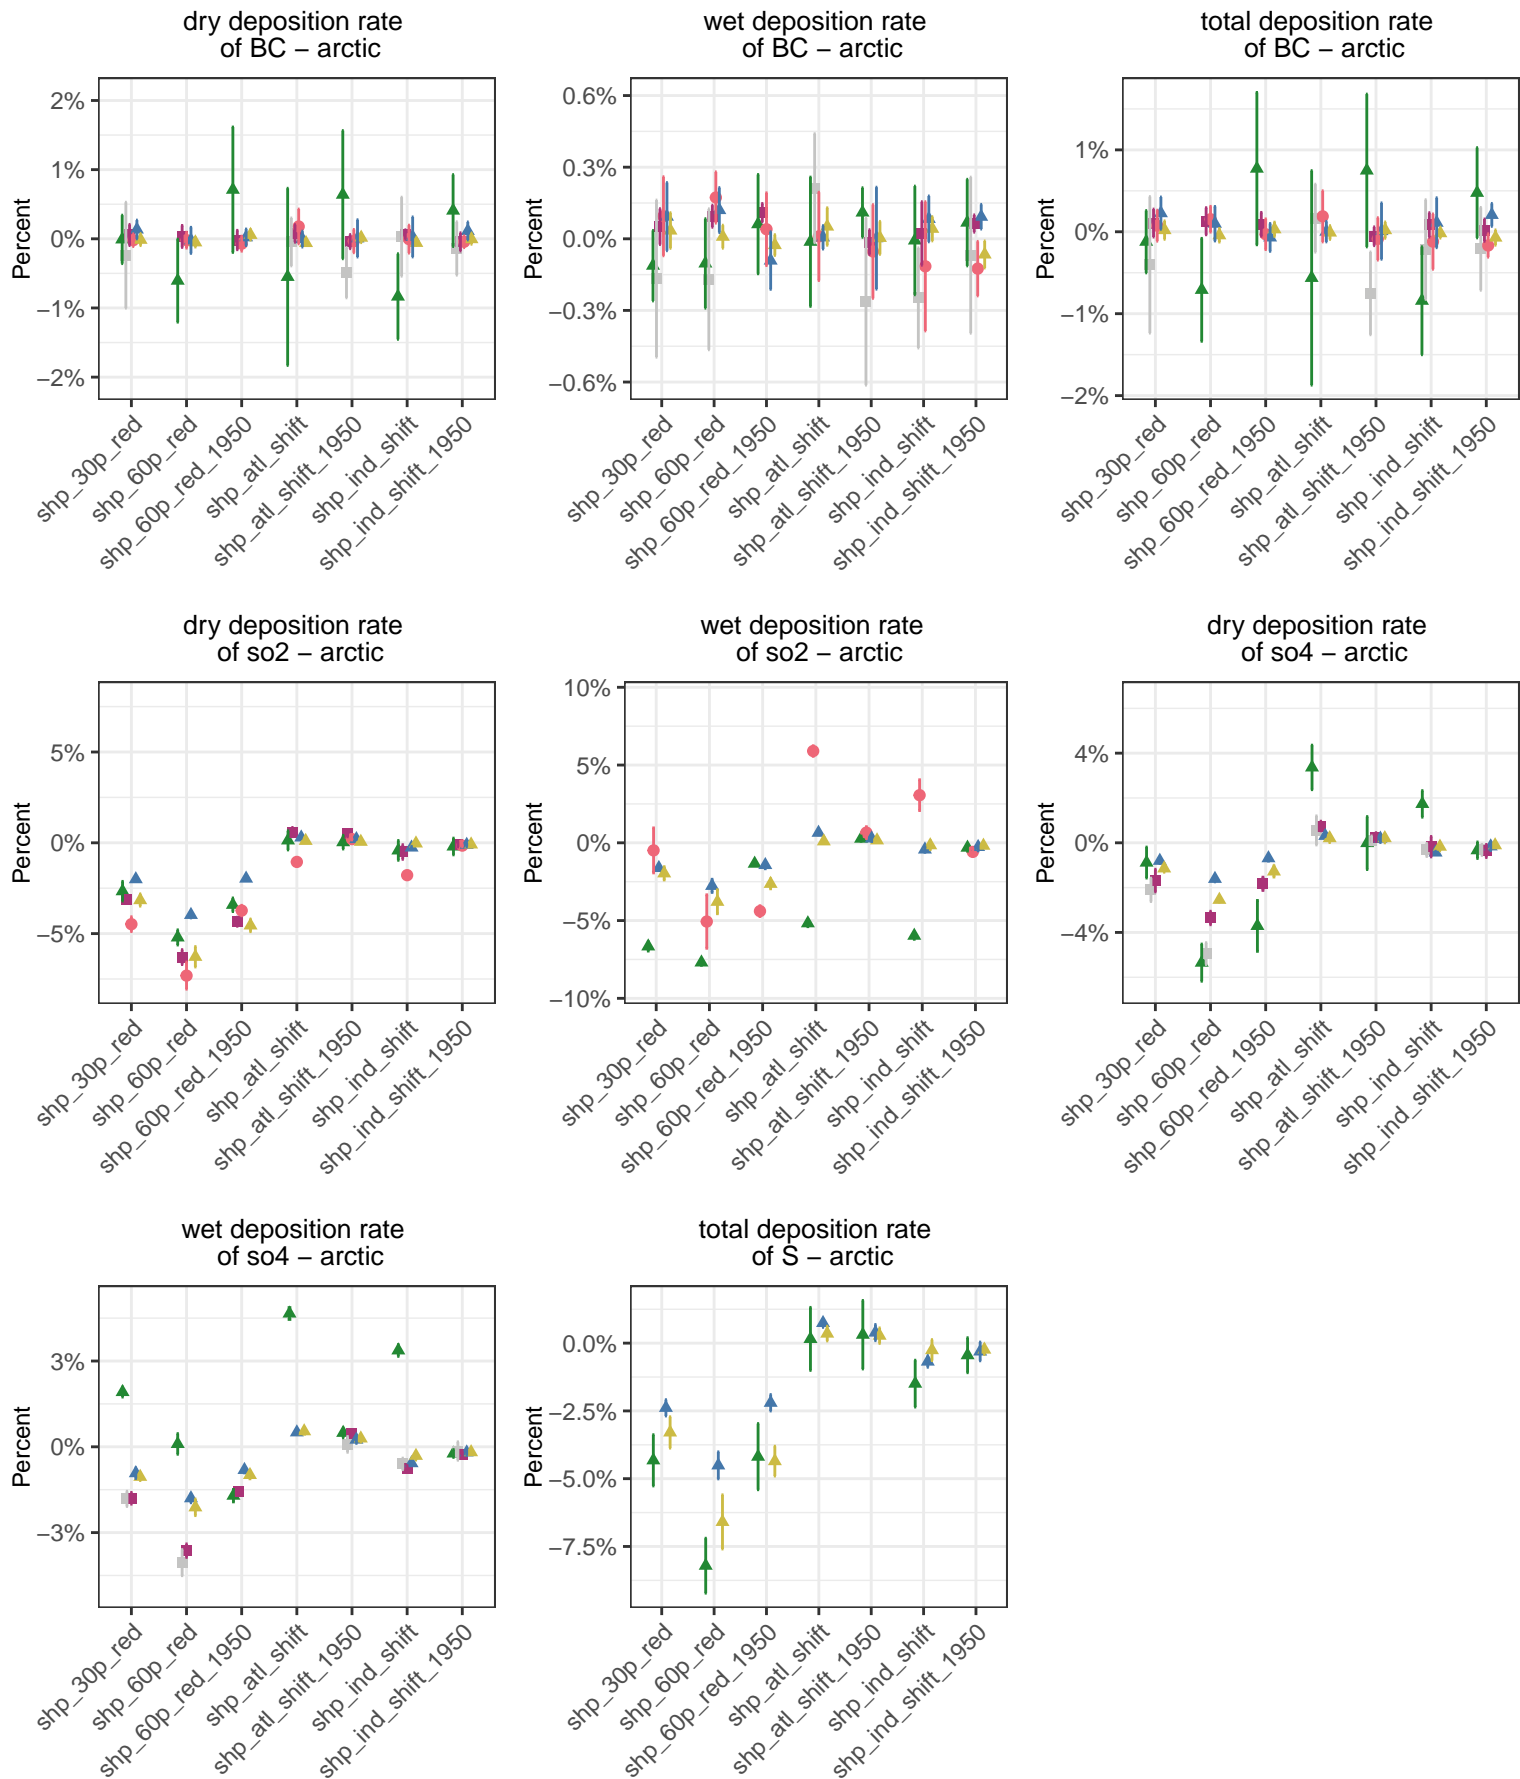 dry deposition rate
of BC − arctic
Percent
2%
1%
0%
−1%
−2%
shp_30p_red
shp_60p_red
shp_60p_red_1950
shp_atl_shift
shp_atl_shift_1950
shp_ind_shift
shp_ind_shift_1950
wet deposition rate
of BC − arctic
Percent
0.6%
0.3%
0.0%
−0.3%
−0.6%
shp_30p_red
shp_60p_red
shp_60p_red_1950
shp_atl_shift
shp_atl_shift_1950
shp_ind_shift
shp_ind_shift_1950
total deposition rate
of BC − arctic
Percent
1%
0%
−1%
−2%
shp_30p_red
shp_60p_red
shp_60p_red_1950
shp_atl_shift
shp_atl_shift_1950
shp_ind_shift
shp_ind_shift_1950
dry deposition rate
of so2 − arctic
Percent
5%
0%
−5%
shp_30p_red
shp_60p_red
shp_60p_red_1950
shp_atl_shift
shp_atl_shift_1950
shp_ind_shift
shp_ind_shift_1950
wet deposition rate
of so2 − arctic
Percent
10%
5%
0%
−5%
−10%
shp_30p_red
shp_60p_red
shp_60p_red_1950
shp_atl_shift
shp_atl_shift_1950
shp_ind_shift
shp_ind_shift_1950
dry deposition rate
of so4 − arctic
Percent
4%
0%
−4%
shp_30p_red
shp_60p_red
shp_60p_red_1950
shp_atl_shift
shp_atl_shift_1950
shp_ind_shift
shp_ind_shift_1950
wet deposition rate
of so4 − arctic
Percent
3%
0%
−3%
shp_30p_red
shp_60p_red
shp_60p_red_1950
shp_atl_shift
shp_atl_shift_1950
shp_ind_shift
shp_ind_shift_1950
total deposition rate
of S − arctic
Percent
0.0%
−2.5%
−5.0%
−7.5%
shp_30p_red
shp_60p_red
shp_60p_red_1950
shp_atl_shift
shp_atl_shift_1950
shp_ind_shift
shp_ind_shift_1950